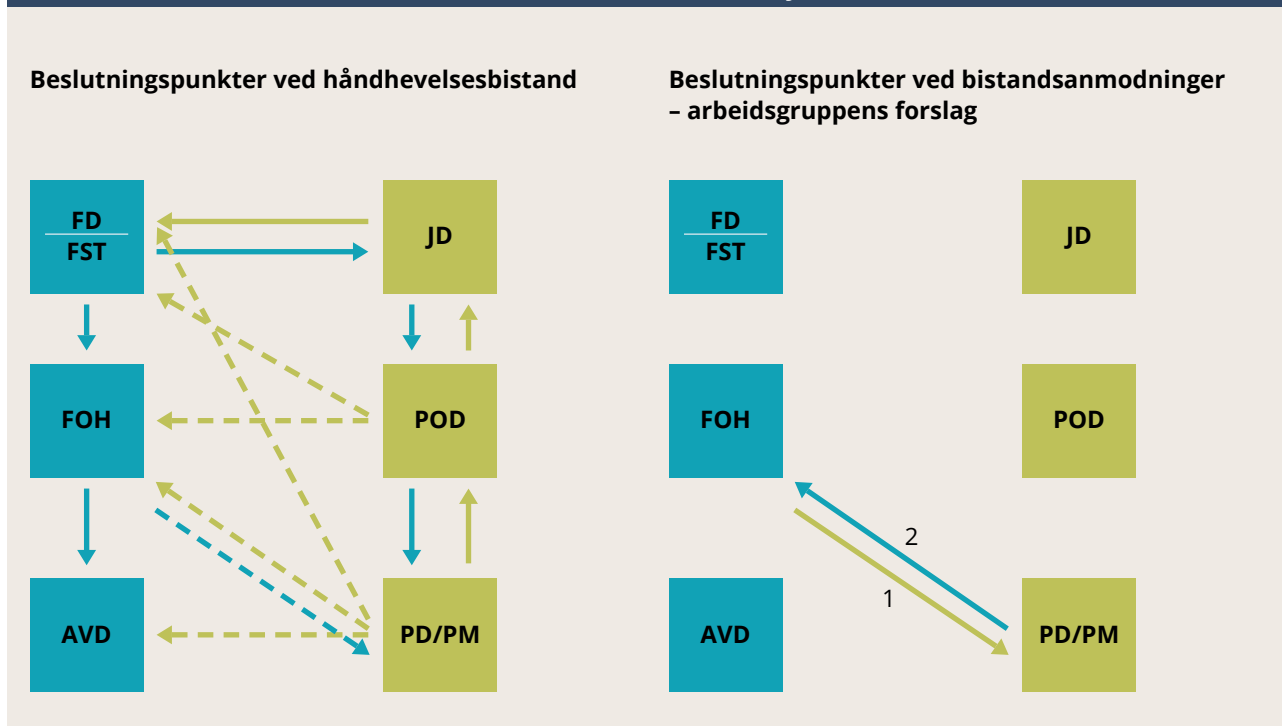 Beslutningspunkter ved håndhevelsesbistand
FD
FST
JD
FOH
POD
AVD
PD/PM
Beslutningspunkter ved bistandsanmodninger
– arbeidsgruppens forslag
FD
FST
JD
FOH
POD
2
1
AVD
PD/PM